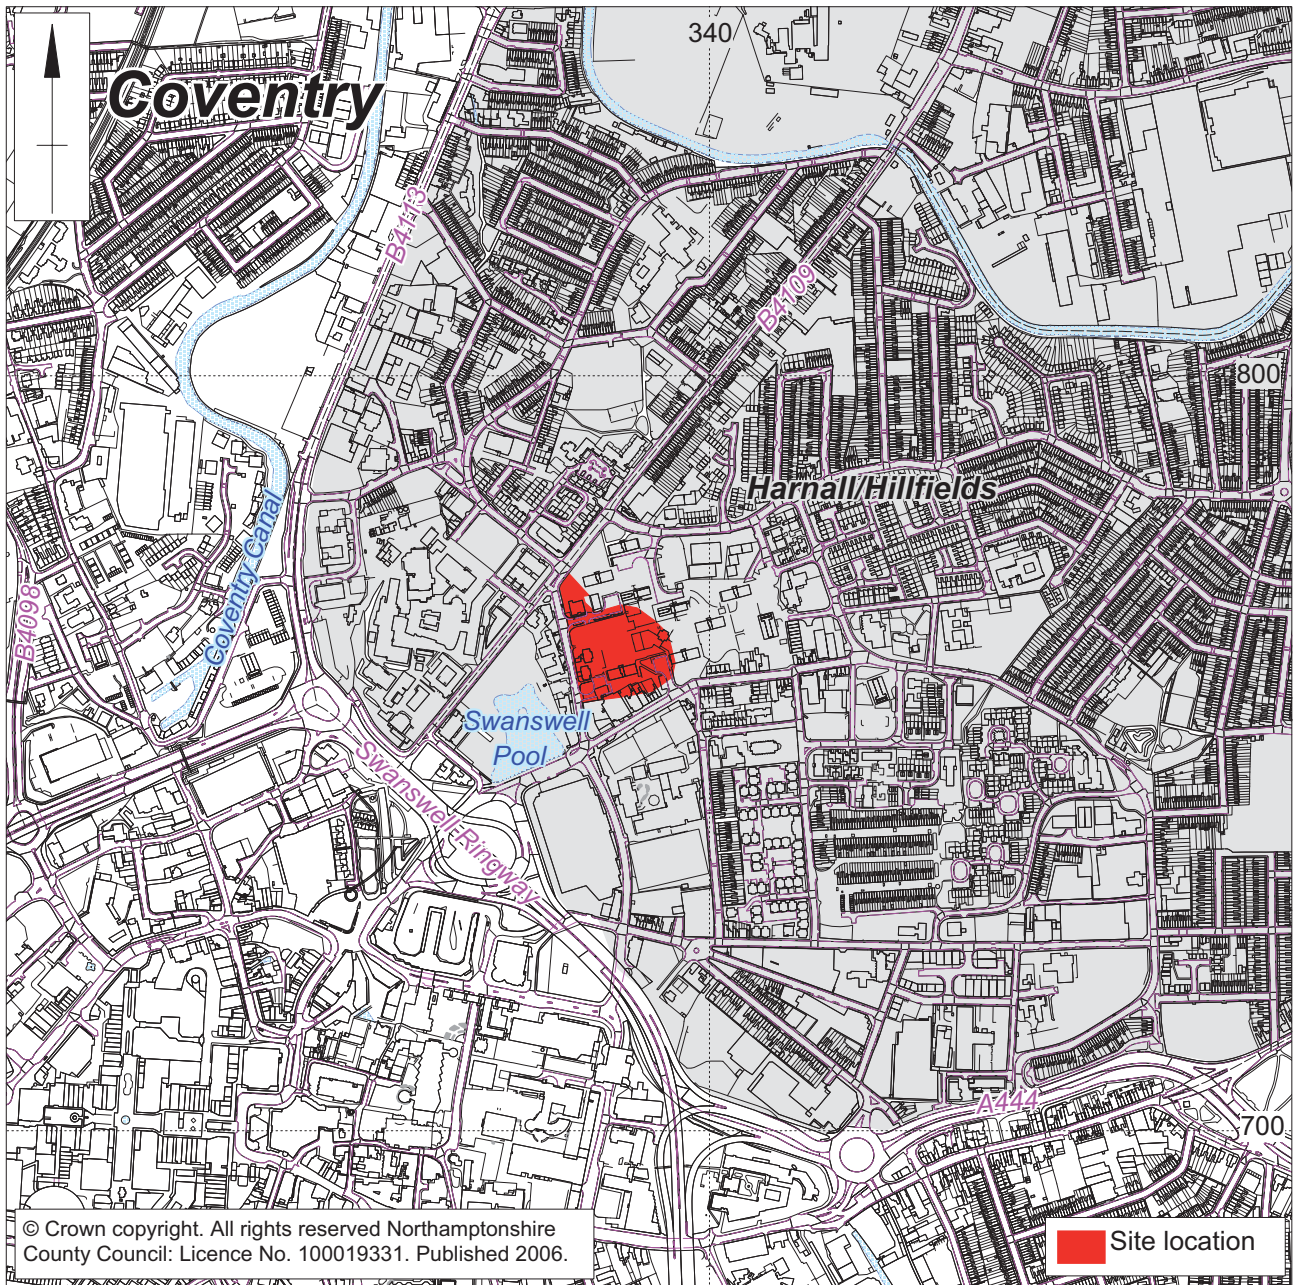 340
Coventry
B4113
B4109
800
Harnall/Hillfields
Coventry Canal
B4098
Swanswell
Pool
Swanswell Ringway
A444
700
© Crown copyright. All rights reserved Northamptonshire
County Council: Licence No. 100019331. Published 2006.
Site location